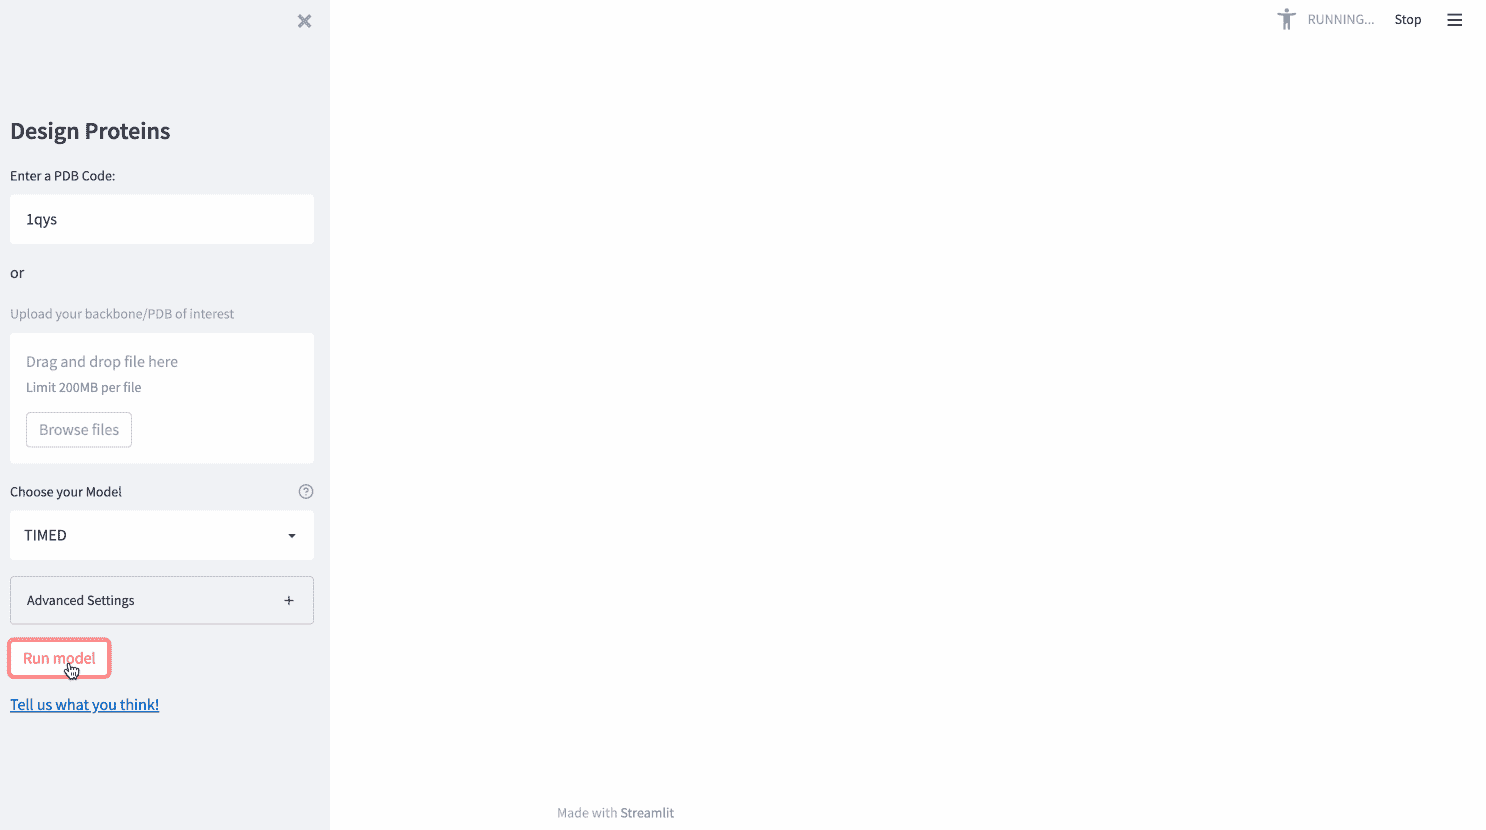 RUNNING...
Stop
Design Proteins
Enter a PDB Code:
1qys
or
Upload your backbone/PDB of interest
Drag and drop file here
Limit 200MB per file
Browse files
Choose your Model
TIMED
Advanced Settings
Run model
Tell us what you think!
Made with Streamlit